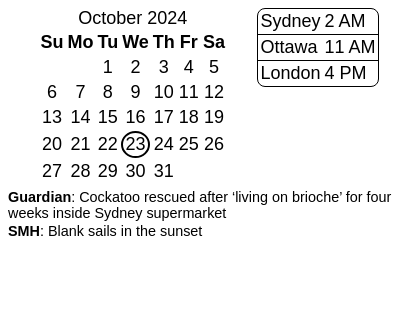 October 2024
Su Mo Tu We Th Fr Sa
1 2 3 4 5
6 7 8 9 10 11 12
13 14 15 16 17 18 19
20 21 22 23 24 25 26
27 28 29 30 31
Sydney 2 AM
Ottawa 11 AM
London 4 PM
Guardian: Cockatoo rescued after ‘living on brioche’ for four
weeks inside Sydney supermarket
SMH: Blank sails in the sunset